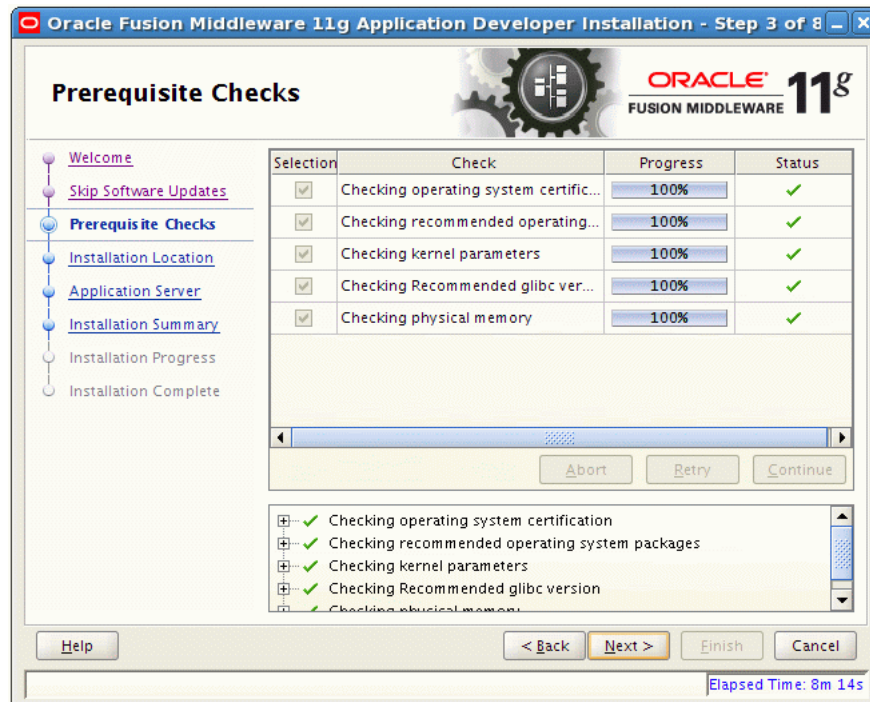 Oracle Fusion Middleware 11g Application Developer Installation - Step 3 of 8
Prerequisite Checks
ORACLE
FUSION MIDDLEWARE
11g
Welcome
Skip Software Updates
Prerequisite Checks
Installation Location
Application Server
Installation Summary
Installation Progress
Installation Complete
Selection Check Progress Status
Checking operating system certific... 100%
Checking recommended operating... 100%
Checking kernel parameters 100%
Checking Recommended glibc ver... 100%
Checking physical memory 100%
Abort Retry Continue
Checking operating system certification
Checking recommended operating system packages
Checking kernel parameters
Checking Recommended glibc version
Checking physical memory
Help < Back Next > Finish Cancel
Elapsed Time: 8m 14s